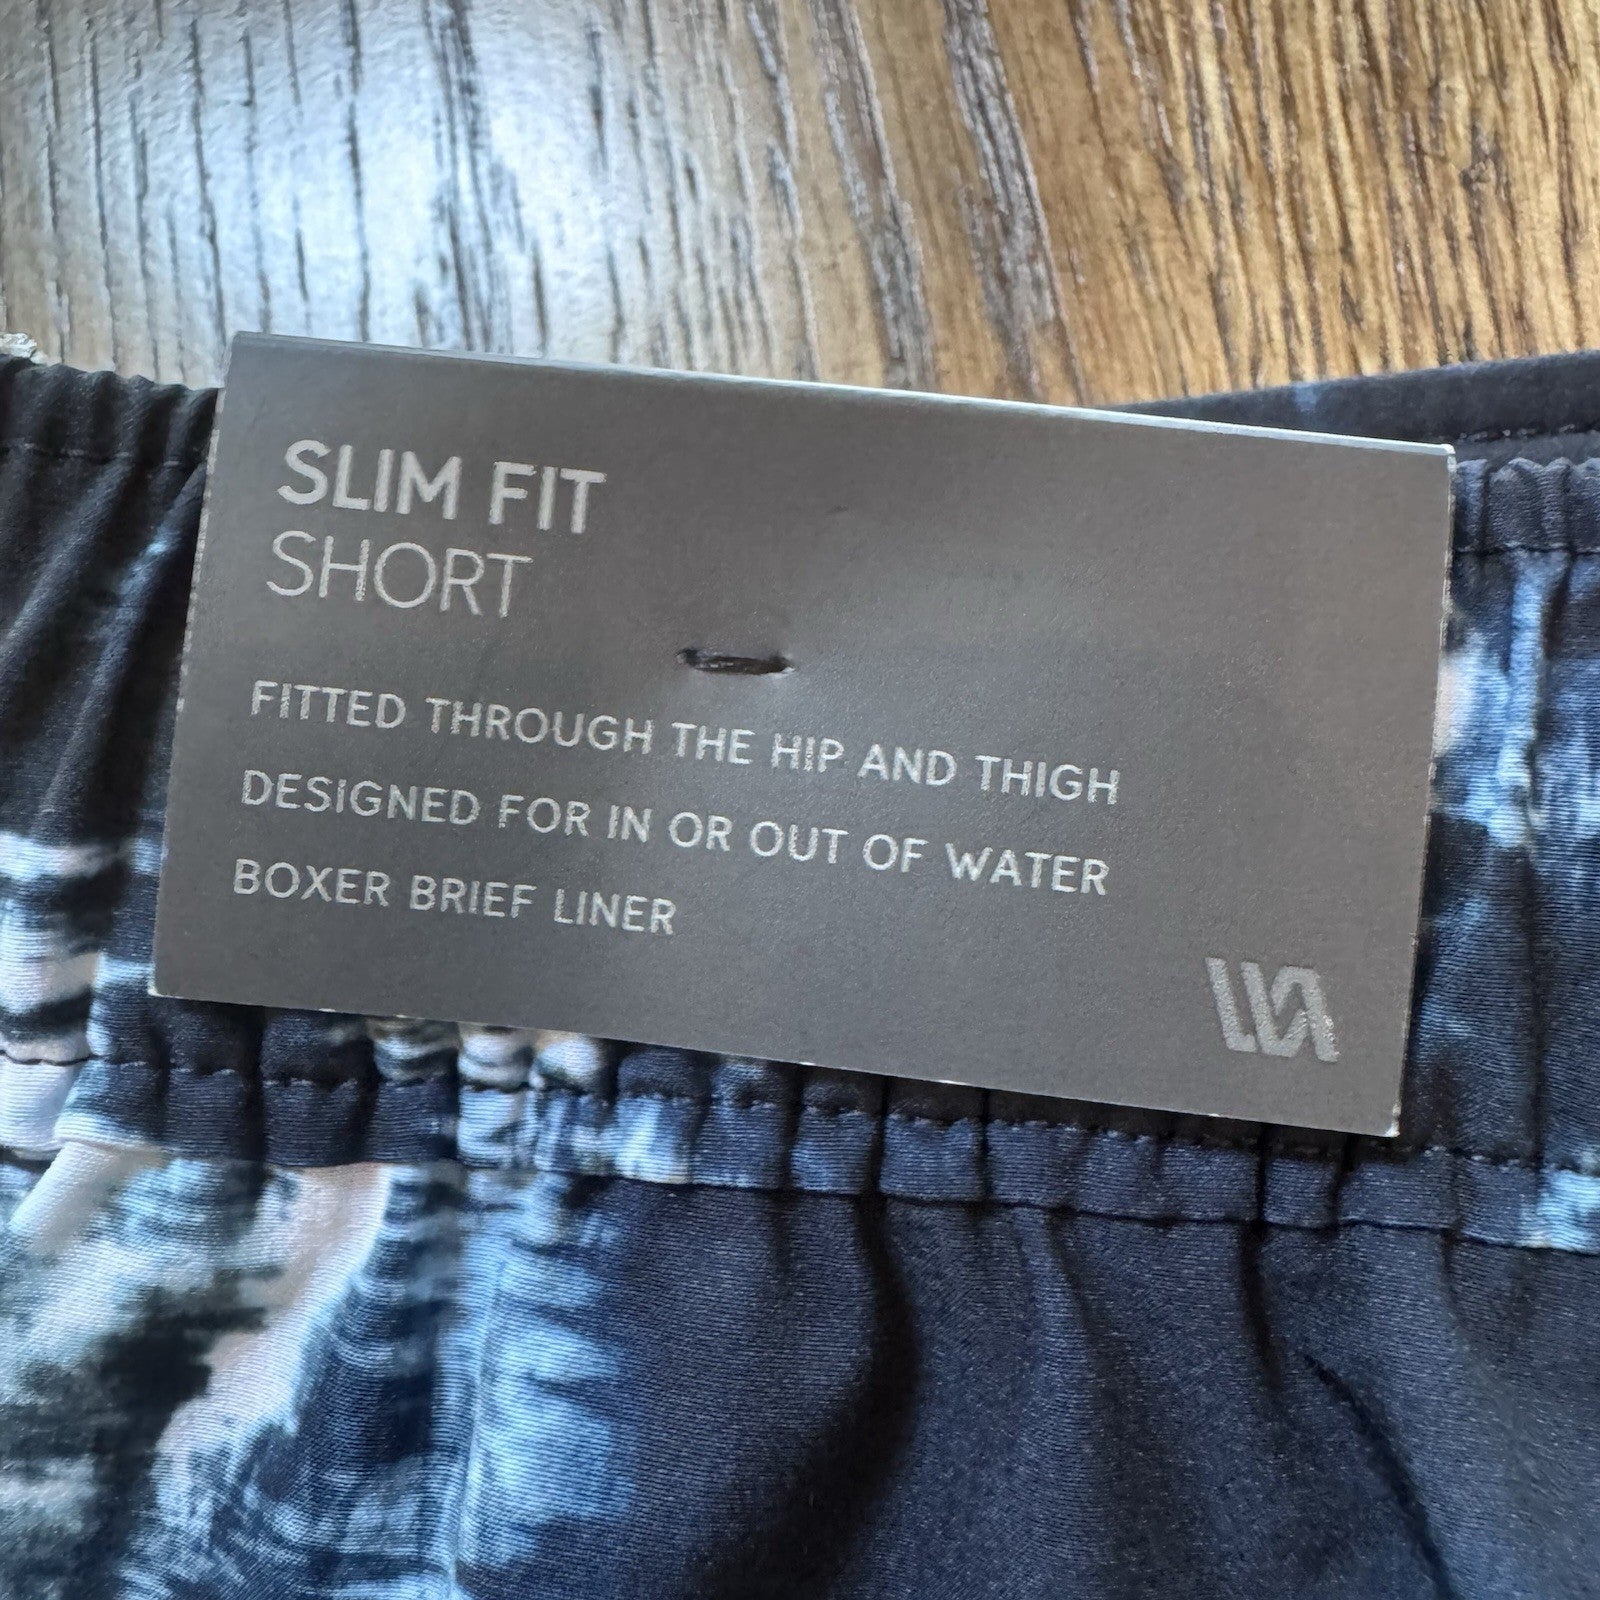 SLIM FIT
SHORT
FITTED THROUGH THE HIP AND THIGH
DESIGNED FOR IN OR OUT OF WATER
BOXER BRIEF LINER